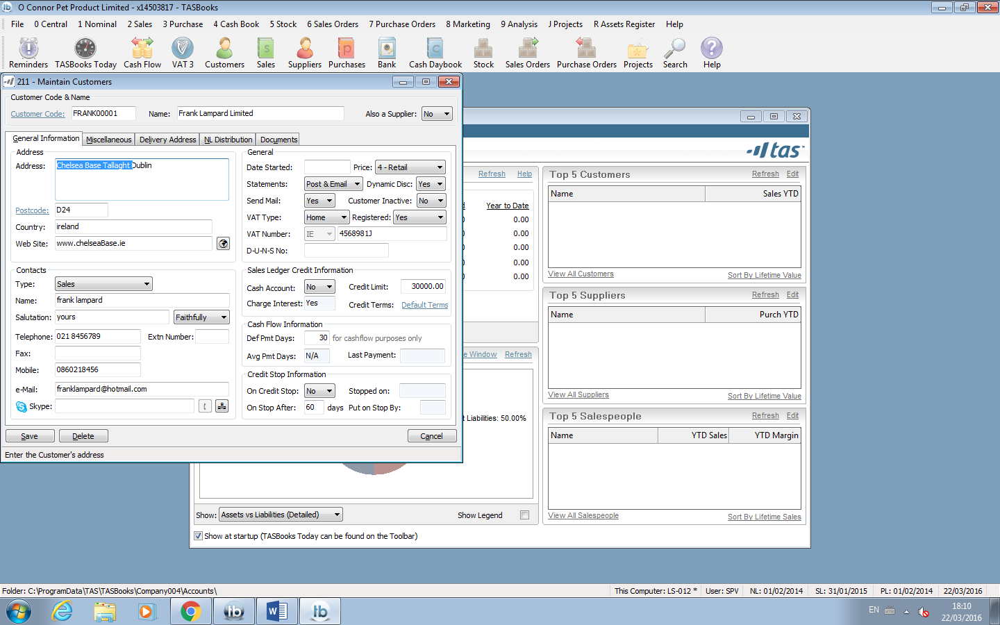 O Connor Pet Product Limited - x14503817 - TASBooks
File 0 Central 1 Nominal 2 Sales 3 Purchase 4 Cash Book 5 Stock 6 Sales Orders 7 Purchase Orders 8 Marketing 9 Analysis J Projects R Assets Register Help
Reminders TASBooks Today Cash Flow VAT 3 Customers Sales Suppliers Purchases Bank Cash Daybook Stock Sales Orders Purchase Orders Projects Search Help
211 - Maintain Customers
Customer Code & Name
Customer Code: FRANK00001 Name: Frank Lampard Limited Also a Supplier: No
General Information Miscellaneous Delivery Address NL Distribution Documents
Address
Address: Chelsea Base Tallaght Dublin
Postcode: D24
Country: ireland
Web Site: www.chelseaBase.ie
Contacts
Type: Sales
Name: frank lampard
Salutation: yours Faithfully
Telephone: 021 8456789 Extn Number:
Fax:
Mobile: 0860218456
e-Mail: franklampard@hotmail.com
Skype:
General
Date Started: Price: 4 - Retail
Statements: Post & Email Dynamic Disc: Yes
Send Mail: Yes Customer Inactive: No
VAT Type: Home Registered: Yes
VAT Number: IE 4568981J
D-U-N-S No:
Sales Ledger Credit Information
Cash Account: No Credit Limit: 30000.00
Charge Interest: Yes Credit Terms: Default Terms
Cash Flow Information
Def Pmt Days: 30 for cashflow purposes only
Avg Pmt Days: N/A Last Payment:
Credit Stop Information
On Credit Stop: No Stopped on:
On Stop After: 60 days Put on Stop By:
Save Delete Cancel
Enter the Customer's address
tas
Refresh Help
d Year to Date
0 0.00
0 0.00
0 0.00
0 0.00
0 0.00
e Window Refresh
t Liabilities: 50.00%
Show: Assets vs Liabilities (Detailed) Show Legend
Show at startup (TASBooks Today can be found on the Toolbar)
Top 5 Customers Refresh Edit
Name Sales YTD
View All Customers Sort By Lifetime Value
Top 5 Suppliers Refresh Edit
Name Purch YTD
View All Suppliers Sort By Lifetime Value
Top 5 Salespeople Refresh Edit
Name YTD Sales YTD Margin
View All Salespeople Sort By Lifetime Sales
Folder: C:\ProgramData\TAS\TASBooks\Company004\Accounts\ This Computer: LS-012 * User: SPV NL: 01/02/2014 SL: 31/01/2015 PL: 01/02/2014 22/03/2016
EN 18:10
22/03/2016